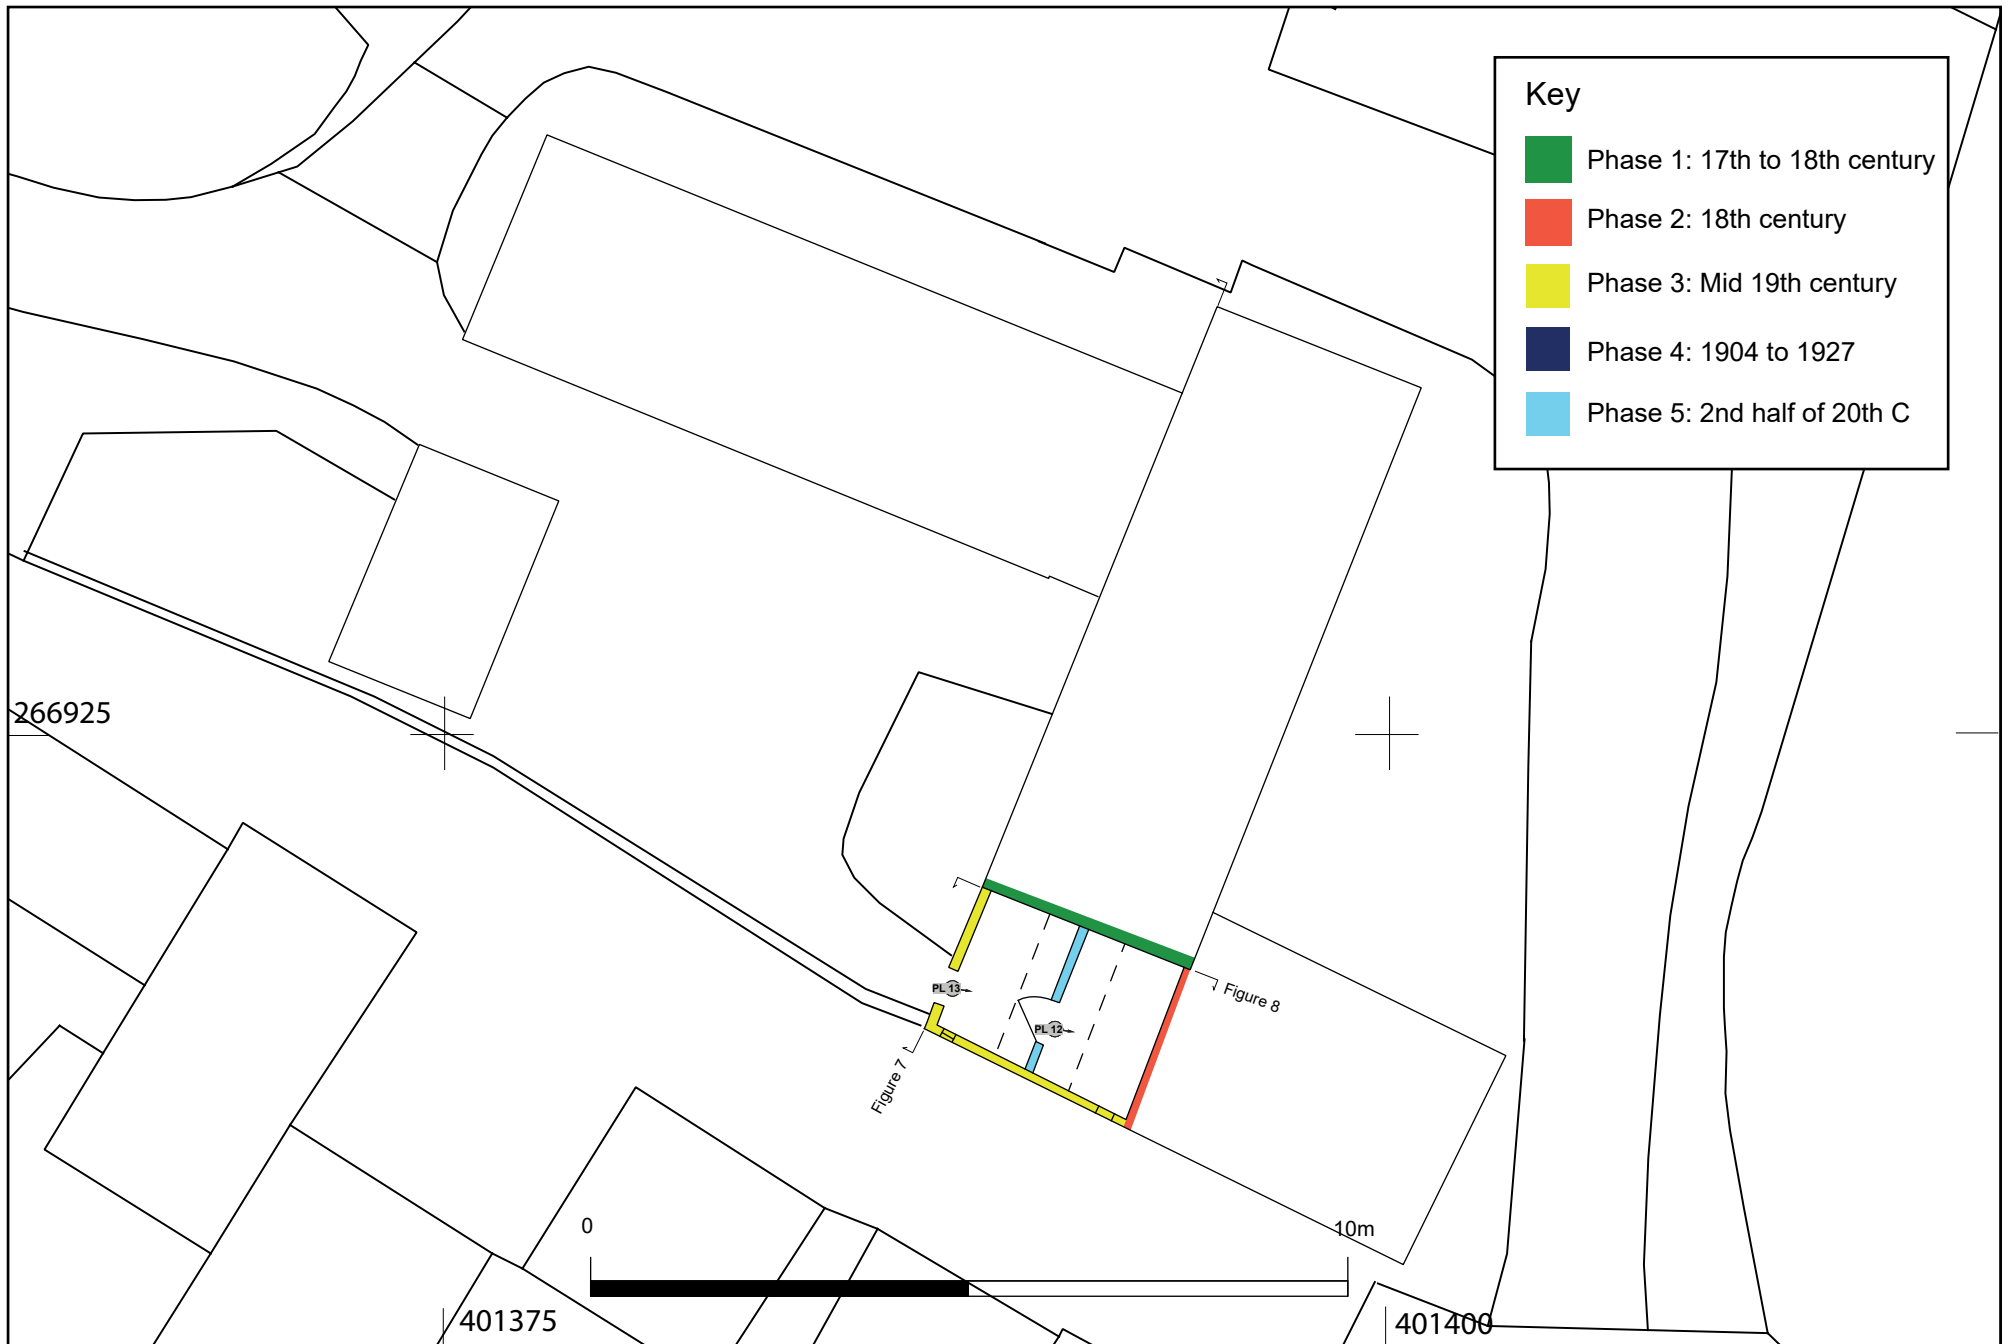 Key
Phase 1: 17th to 18th century
Phase 2: 18th century
Phase 3: Mid 19th century
Phase 4: 1904 to 1927
Phase 5: 2nd half of 20th C
266925
PL 13
Figure 8
PL 12
Figure 7
0
10m
401375
401400